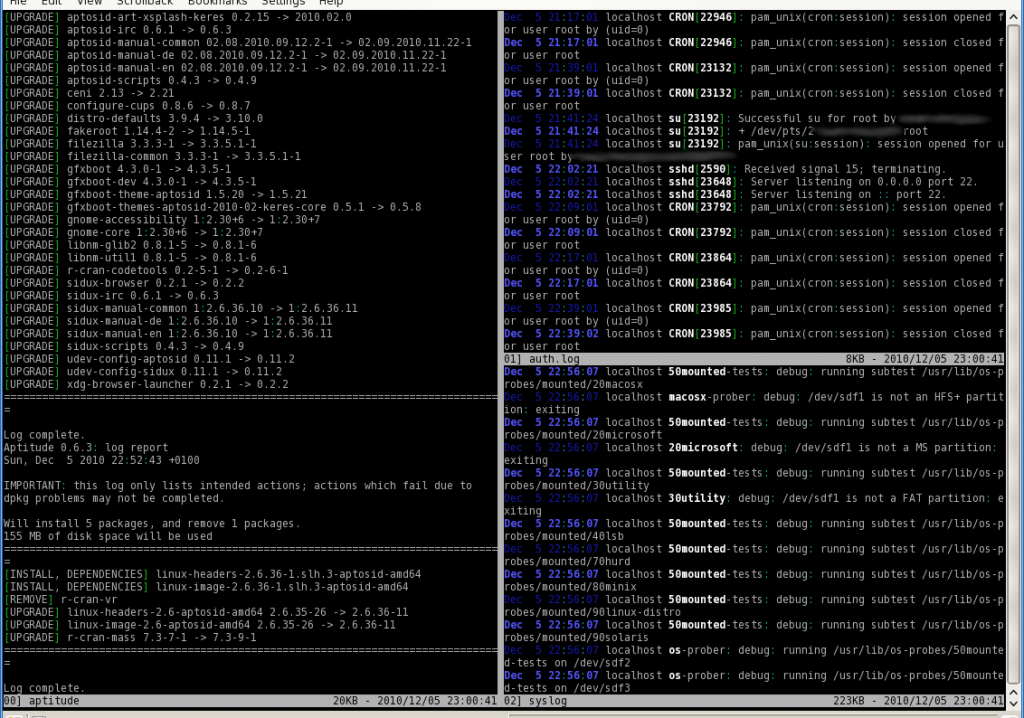 File Edit View Scrollback Bookmarks Settings Help
[UPGRADE] aptosid-art-xsplash-keres 0.2.15 -> 2010.02.0
[UPGRADE] aptosid-irc 0.6.1 -> 0.6.3
[UPGRADE] aptosid-manual-common 02.08.2010.09.12.2-1 -> 02.09.2010.11.22-1
[UPGRADE] aptosid-manual-de 02.08.2010.09.12.2-1 -> 02.09.2010.11.22-1
[UPGRADE] aptosid-manual-en 02.08.2010.09.12.2-1 -> 02.09.2010.11.22-1
[UPGRADE] aptosid-scripts 0.4.3 -> 0.4.9
[UPGRADE] ceni 2.13 -> 2.21
[UPGRADE] configure-cups 0.8.6 -> 0.8.7
[UPGRADE] distro-defaults 3.9.4 -> 3.10.0
[UPGRADE] fakeroot 1.14.4-2 -> 1.14.5-1
[UPGRADE] filezilla 3.3.3-1 -> 3.3.5.1-1
[UPGRADE] filezilla-common 3.3.3-1 -> 3.3.5.1-1
[UPGRADE] gfxboot 4.3.0-1 -> 4.3.5-1
[UPGRADE] gfxboot-dev 4.3.0-1 -> 4.3.5-1
[UPGRADE] gfxboot-theme-aptosid 1.5.20 -> 1.5.21
[UPGRADE] gfxboot-themes-aptosid-2010-02-keres-core 0.5.1 -> 0.5.8
[UPGRADE] gnome-accessibility 1:2.30+6 -> 1:2.30+7
[UPGRADE] gnome-core 1:2.30+6 -> 1:2.30+7
[UPGRADE] libnm-glib2 0.8.1-5 -> 0.8.1-6
[UPGRADE] libnm-util1 0.8.1-5 -> 0.8.1-6
[UPGRADE] r-cran-codetools 0.2-5-1 -> 0.2-6-1
[UPGRADE] sidux-browser 0.2.1 -> 0.2.2
[UPGRADE] sidux-irc 0.6.1 -> 0.6.3
[UPGRADE] sidux-manual-common 1:2.6.36.10 -> 1:2.6.36.11
[UPGRADE] sidux-manual-de 1:2.6.36.10 -> 1:2.6.36.11
[UPGRADE] sidux-manual-en 1:2.6.36.10 -> 1:2.6.36.11
[UPGRADE] sidux-scripts 0.4.3 -> 0.4.9
[UPGRADE] udev-config-aptosid 0.11.1 -> 0.11.2
[UPGRADE] udev-config-sidux 0.11.1 -> 0.11.2
[UPGRADE] xdg-browser-launcher 0.2.1 -> 0.2.2
===============================================================================
=
Log complete.
Aptitude 0.6.3: log report
Sun, Dec  5 2010 22:52:43 +0100
IMPORTANT: this log only lists intended actions; actions which fail due to
dpkg problems may not be completed.
Will install 5 packages, and remove 1 packages.
155 MB of disk space will be used
===============================================================================
=
[INSTALL, DEPENDENCIES] linux-headers-2.6.36-1.slh.3-aptosid-amd64
[INSTALL, DEPENDENCIES] linux-image-2.6.36-1.slh.3-aptosid-amd64
[REMOVE] r-cran-vr
[UPGRADE] linux-headers-2.6-aptosid-amd64 2.6.35-26 -> 2.6.36-11
[UPGRADE] linux-image-2.6-aptosid-amd64 2.6.35-26 -> 2.6.36-11
[UPGRADE] r-cran-mass 7.3-7-1 -> 7.3-9-1
===============================================================================
=
Log complete.
00] aptitude 20KB - 2010/12/05 23:00:41
Dec  5 21:17:01 localhost CRON[22946]: pam_unix(cron:session): session opened f
or user root by (uid=0)
Dec  5 21:17:01 localhost CRON[22946]: pam_unix(cron:session): session closed f
or user root
Dec  5 21:39:01 localhost CRON[23132]: pam_unix(cron:session): session opened f
or user root by (uid=0)
Dec  5 21:39:01 localhost CRON[23132]: pam_unix(cron:session): session closed f
or user root
Dec  5 21:41:24 localhost su[23192]: Successful su for root by
Dec  5 21:41:24 localhost su[23192]: + /dev/pts/2 root
Dec  5 21:41:24 localhost su[23192]: pam_unix(su:session): session opened for u
ser root by
Dec  5 22:02:21 localhost sshd[2590]: Received signal 15; terminating.
Dec  5 22:02:21 localhost sshd[23648]: Server listening on 0.0.0.0 port 22.
Dec  5 22:02:21 localhost sshd[23648]: Server listening on :: port 22.
Dec  5 22:09:01 localhost CRON[23792]: pam_unix(cron:session): session opened f
or user root by (uid=0)
Dec  5 22:09:01 localhost CRON[23792]: pam_unix(cron:session): session closed f
or user root
Dec  5 22:17:01 localhost CRON[23864]: pam_unix(cron:session): session opened f
or user root by (uid=0)
Dec  5 22:17:01 localhost CRON[23864]: pam_unix(cron:session): session closed f
or user root
Dec  5 22:39:01 localhost CRON[23985]: pam_unix(cron:session): session opened f
or user root by (uid=0)
Dec  5 22:39:02 localhost CRON[23985]: pam_unix(cron:session): session closed f
or user root
01] auth.log 8KB - 2010/12/05 23:00:41
Dec  5 22:56:07 localhost 50mounted-tests: debug: running subtest /usr/lib/os-p
robes/mounted/20macosx
Dec  5 22:56:07 localhost macosx-prober: debug: /dev/sdf1 is not an HFS+ partit
ion: exiting
Dec  5 22:56:07 localhost 50mounted-tests: debug: running subtest /usr/lib/os-p
robes/mounted/20microsoft
Dec  5 22:56:07 localhost 20microsoft: debug: /dev/sdf1 is not a MS partition:
exiting
Dec  5 22:56:07 localhost 50mounted-tests: debug: running subtest /usr/lib/os-p
robes/mounted/30utility
Dec  5 22:56:07 localhost 30utility: debug: /dev/sdf1 is not a FAT partition: e
xiting
Dec  5 22:56:07 localhost 50mounted-tests: debug: running subtest /usr/lib/os-p
robes/mounted/40lsb
Dec  5 22:56:07 localhost 50mounted-tests: debug: running subtest /usr/lib/os-p
robes/mounted/70hurd
Dec  5 22:56:07 localhost 50mounted-tests: debug: running subtest /usr/lib/os-p
robes/mounted/80minix
Dec  5 22:56:07 localhost 50mounted-tests: debug: running subtest /usr/lib/os-p
robes/mounted/90linux-distro
Dec  5 22:56:07 localhost 50mounted-tests: debug: running subtest /usr/lib/os-p
robes/mounted/90solaris
Dec  5 22:56:07 localhost os-prober: debug: running /usr/lib/os-probes/50mounte
d-tests on /dev/sdf2
Dec  5 22:56:07 localhost os-prober: debug: running /usr/lib/os-probes/50mounte
d-tests on /dev/sdf3
02] syslog 223KB - 2010/12/05 23:00:41